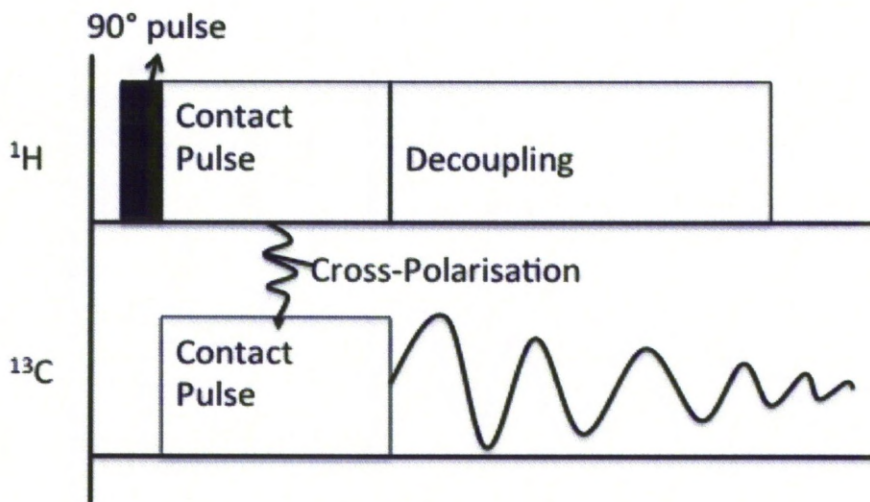 90° pulse
Contact
Pulse
¹H
Decoupling
Cross-Polarisation
Contact
Pulse
¹³C